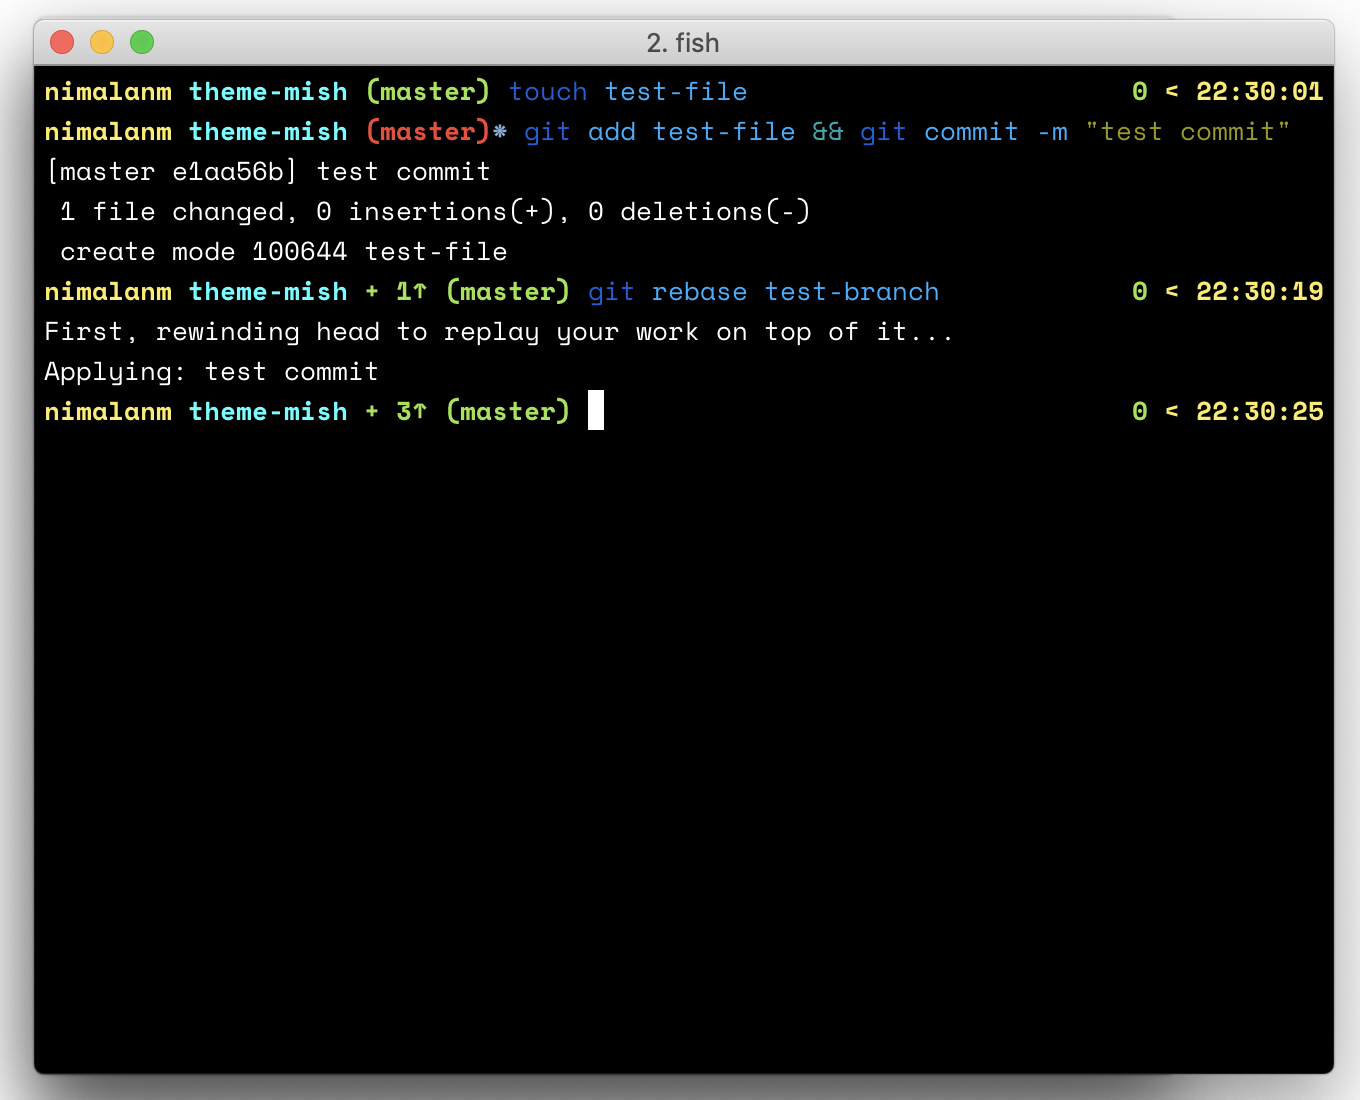 2. fish
nimalanm theme-mish (master) touch test-file 0 < 22:30:01
nimalanm theme-mish (master)* git add test-file && git commit -m "test commit"
[master e1aa56b] test commit
 1 file changed, 0 insertions(+), 0 deletions(-)
 create mode 100644 test-file
nimalanm theme-mish + 1↑ (master) git rebase test-branch 0 < 22:30:19
First, rewinding head to replay your work on top of it...
Applying: test commit
nimalanm theme-mish + 3↑ (master) 0 < 22:30:25